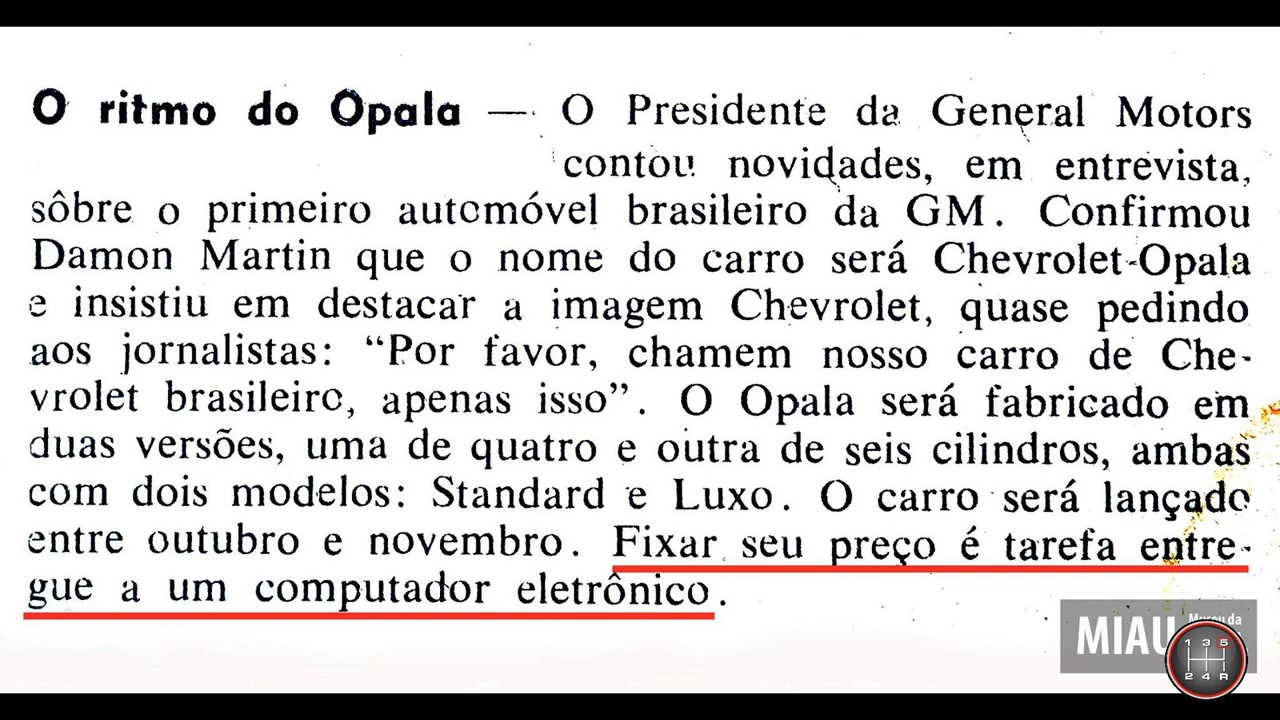 O ritmo do Opala — O Presidente da General Motors
contou novidades, em entrevista,
sôbre o primeiro automóvel brasileiro da GM. Confirmou
Damon Martin que o nome do carro será Chevrolet-Opala
e insistiu em destacar a imagem Chevrolet, quase pedindo
aos jornalistas: “Por favor, chamem nosso carro de Che-
vrolet brasileiro, apenas isso”. O Opala será fabricado em
duas versões, uma de quatro e outra de seis cilindros, ambas
com dois modelos: Standard e Luxo. O carro será lançado
entre outubro e novembro. Fixar seu preço é tarefa entre-
gue a um computador eletrônico.
MIAU Museu da
1 3 5
2 4 R